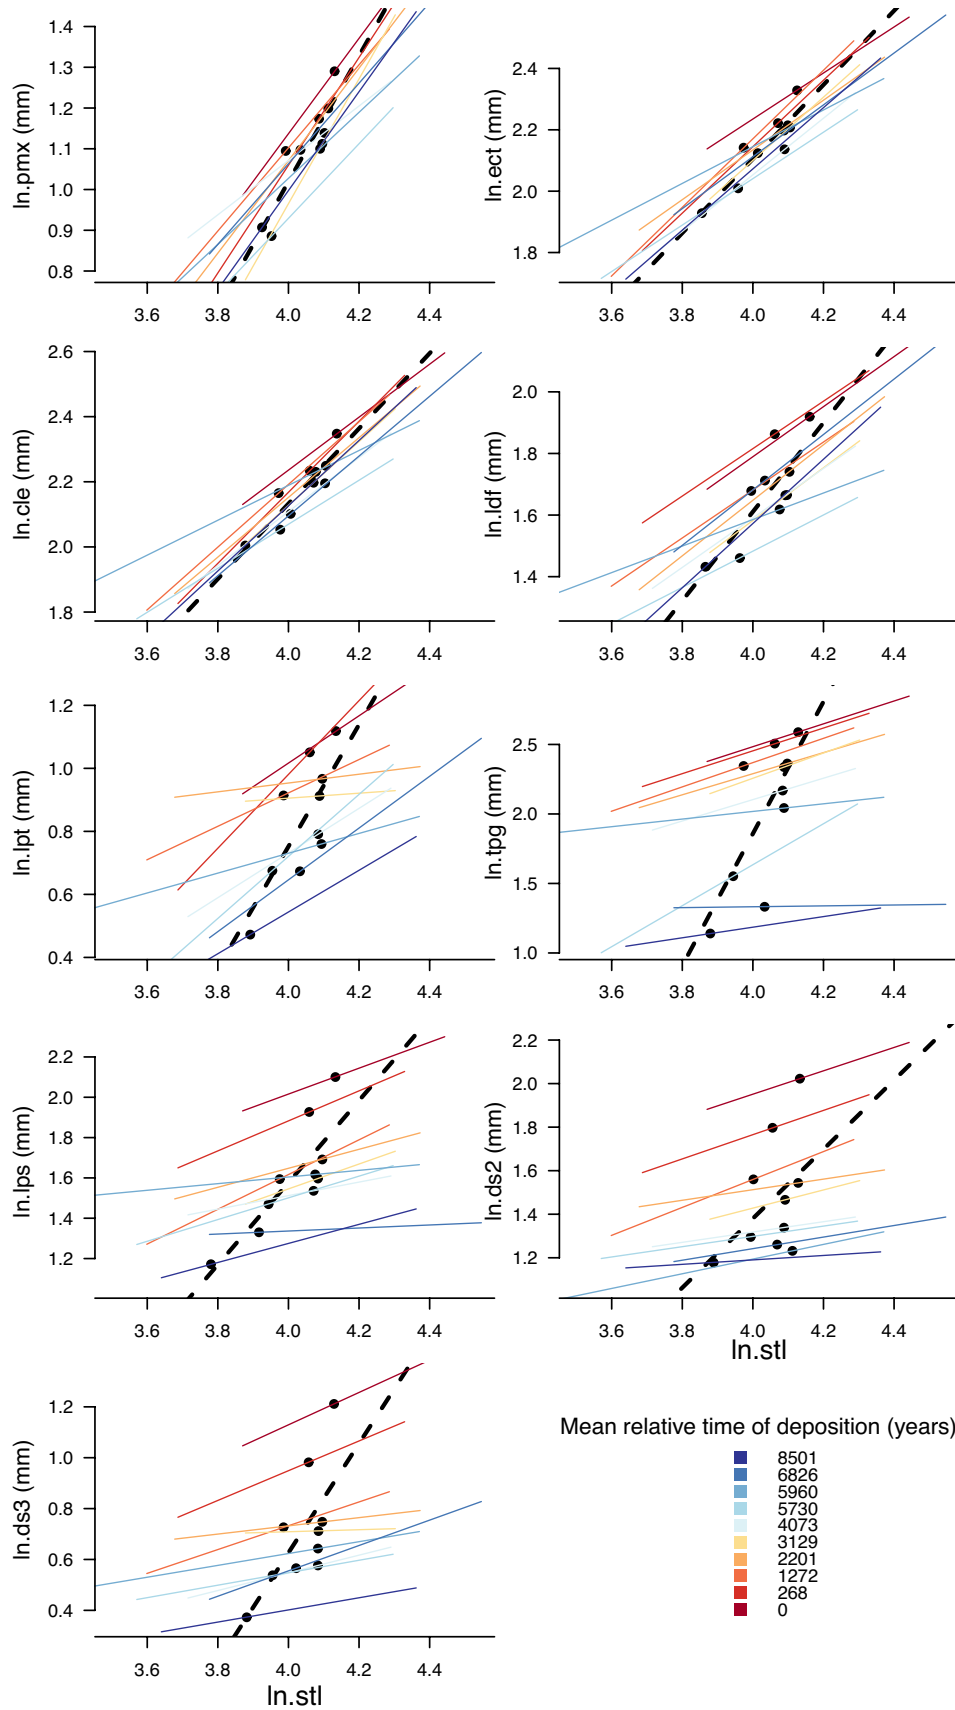 ln.pmx (mm)
1.4
1.3
1.2
1.1
1.0
0.9
0.8
3.6 3.8 4.0 4.2 4.4
ln.ect (mm)
2.4
2.2
2.0
1.8
3.6 3.8 4.0 4.2 4.4
ln.cle (mm)
2.6
2.4
2.2
2.0
1.8
3.6 3.8 4.0 4.2 4.4
ln.ldf (mm)
2.0
1.8
1.6
1.4
3.6 3.8 4.0 4.2 4.4
ln.lpt (mm)
1.2
1.0
0.8
0.6
0.4
3.6 3.8 4.0 4.2 4.4
ln.tpg (mm)
2.5
2.0
1.5
1.0
3.6 3.8 4.0 4.2 4.4
ln.lps (mm)
2.2
2.0
1.8
1.6
1.4
1.2
3.6 3.8 4.0 4.2 4.4
ln.ds2 (mm)
2.2
2.0
1.8
1.6
1.4
1.2
3.6 3.8 4.0 4.2 4.4
ln.stl
ln.ds3 (mm)
1.2
1.0
0.8
0.6
0.4
3.6 3.8 4.0 4.2 4.4
ln.stl
Mean relative time of deposition (years)
8501
6826
5960
5730
4073
3129
2201
1272
268
0